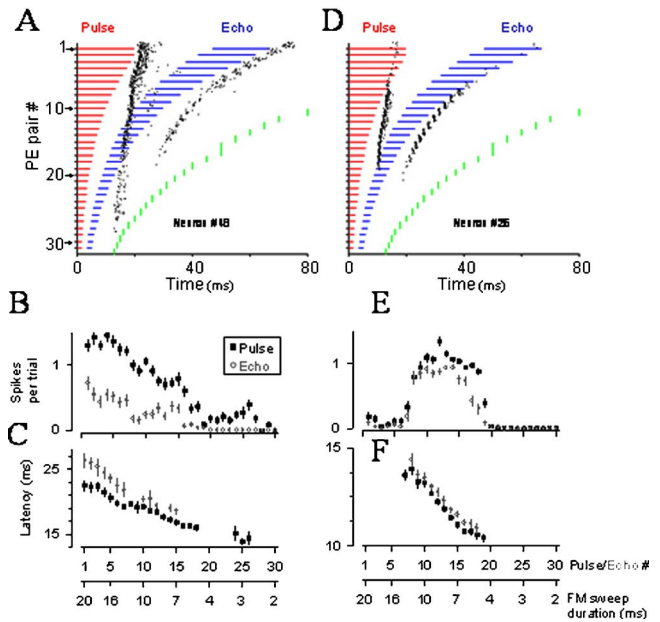 A
Pulse
Echo
D
Pulse
Echo
1
10
20
30
PE pair #
Neuron #48
0
40
80
Time (ms)
0
40
80
Time (ms)
B
E
Pulse
Echo
Spikes
per trial
1
0
1
0
C
F
Latency (ms)
25
15
15
10
1 5 10 15 20 25 30
1 5 10 15 20 25 30
Pulse/Echo #
20 16 10 7 4 3 2
20 16 10 7 4 3 2
FM sweep
duration (ms)